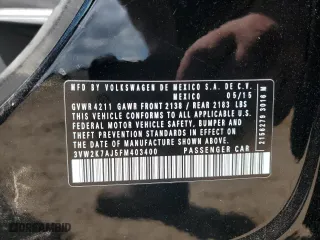 MFD BY VOLKSWAGEN DE MEXICO S.A. DE C.V.
MEXICO 05/15
GVWR 4211 GAWR FRONT 2138 / REAR 2183 LBS
THIS VEHICLE CONFORMS TO ALL APPLICABLE U.S.
FEDERAL MOTOR VEHICLE SAFETY, BUMPER, AND
THEFT PREVENTION STANDARDS IN EFFECT ON THE
DATE OF MANUFACTURE SHOWN ABOVE.
3VW2K7AJ5FM403400 PASSENGER CAR
2156279 3016 M